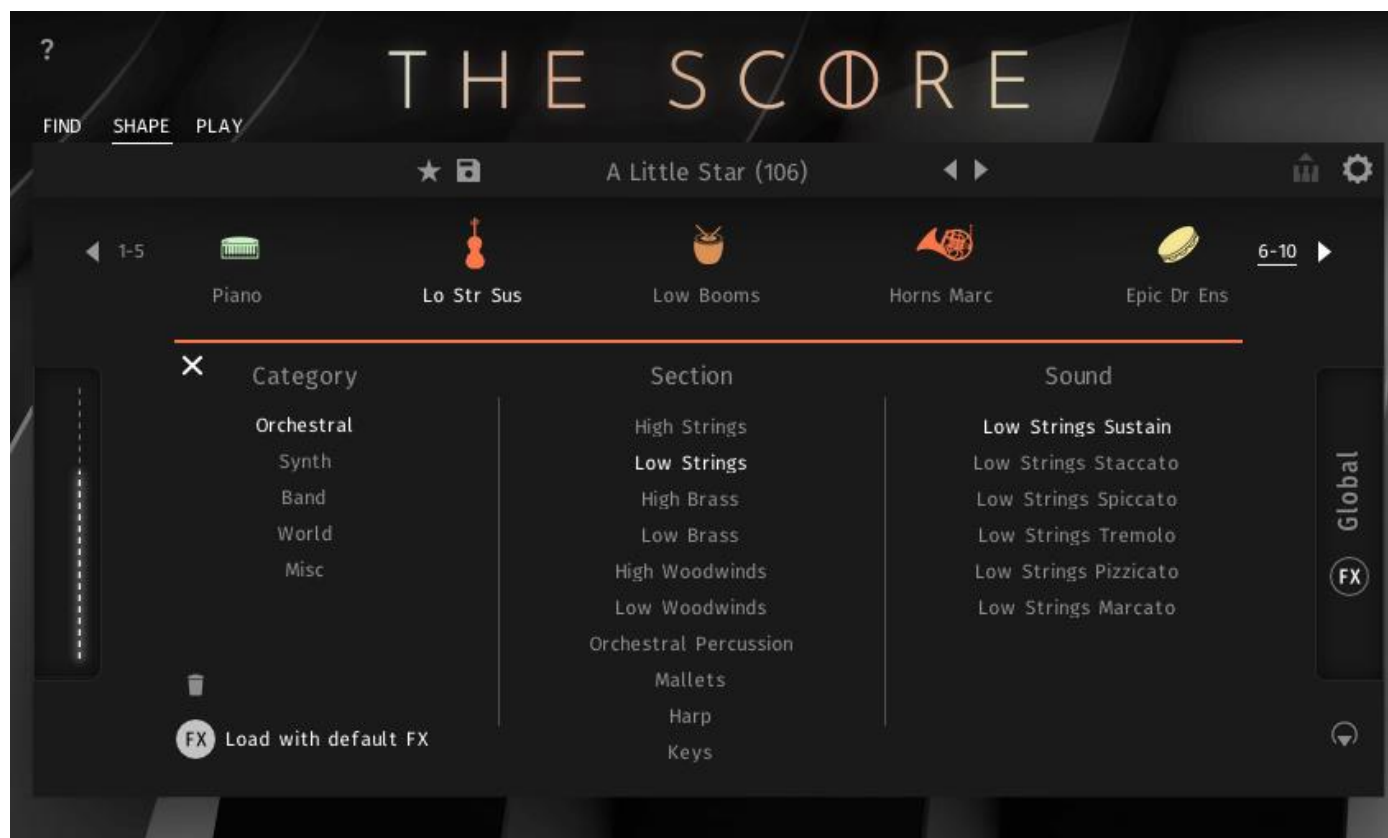 ?
THE SCORE
FIND SHAPE PLAY
A Little Star (106)
1-5
Piano
Lo Str Sus
Low Booms
Horns Marc
Epic Dr Ens
6-10
Category
Orchestral
Synth
Band
World
Misc
Section
High Strings
Low Strings
High Brass
Low Brass
High Woodwinds
Low Woodwinds
Orchestral Percussion
Mallets
Harp
Keys
Sound
Low Strings Sustain
Low Strings Staccato
Low Strings Spiccato
Low Strings Tremolo
Low Strings Pizzicato
Low Strings Marcato
FX Load with default FX
Global
FX